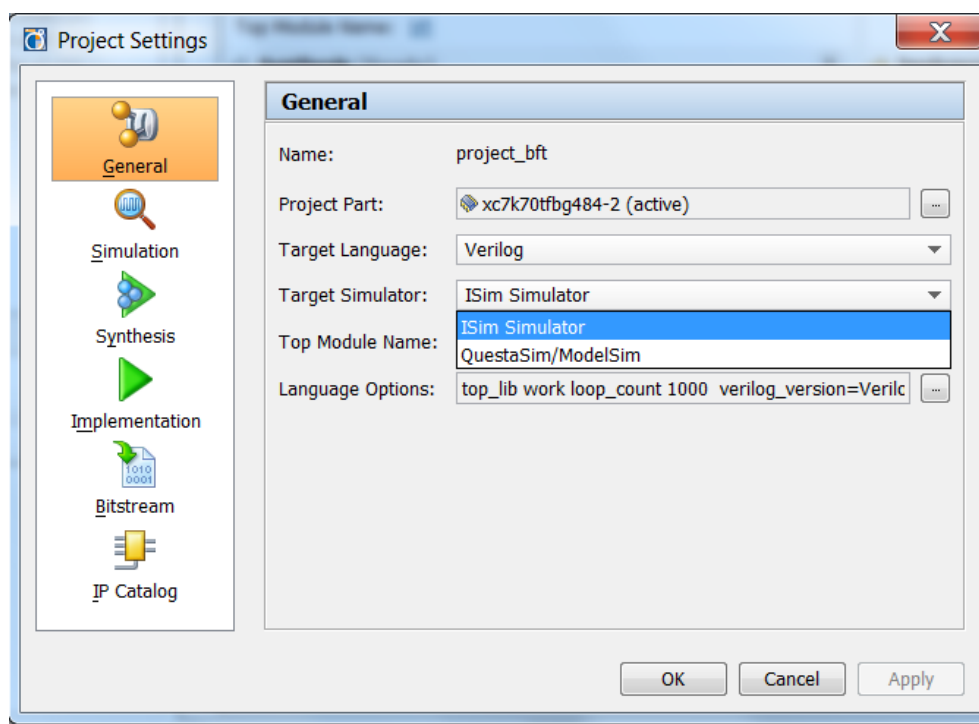 Project Settings
General
Simulation
Synthesis
Implementation
Bitstream
IP Catalog
General
Name: project_bft
Project Part: xc7k70tfbg484-2 (active) ...
Target Language: Verilog
Target Simulator: ISim Simulator
ISim Simulator
QuestaSim/ModelSim
Top Module Name:
Language Options: top_lib work loop_count 1000 verilog_version=Verilo ...
OK Cancel Apply